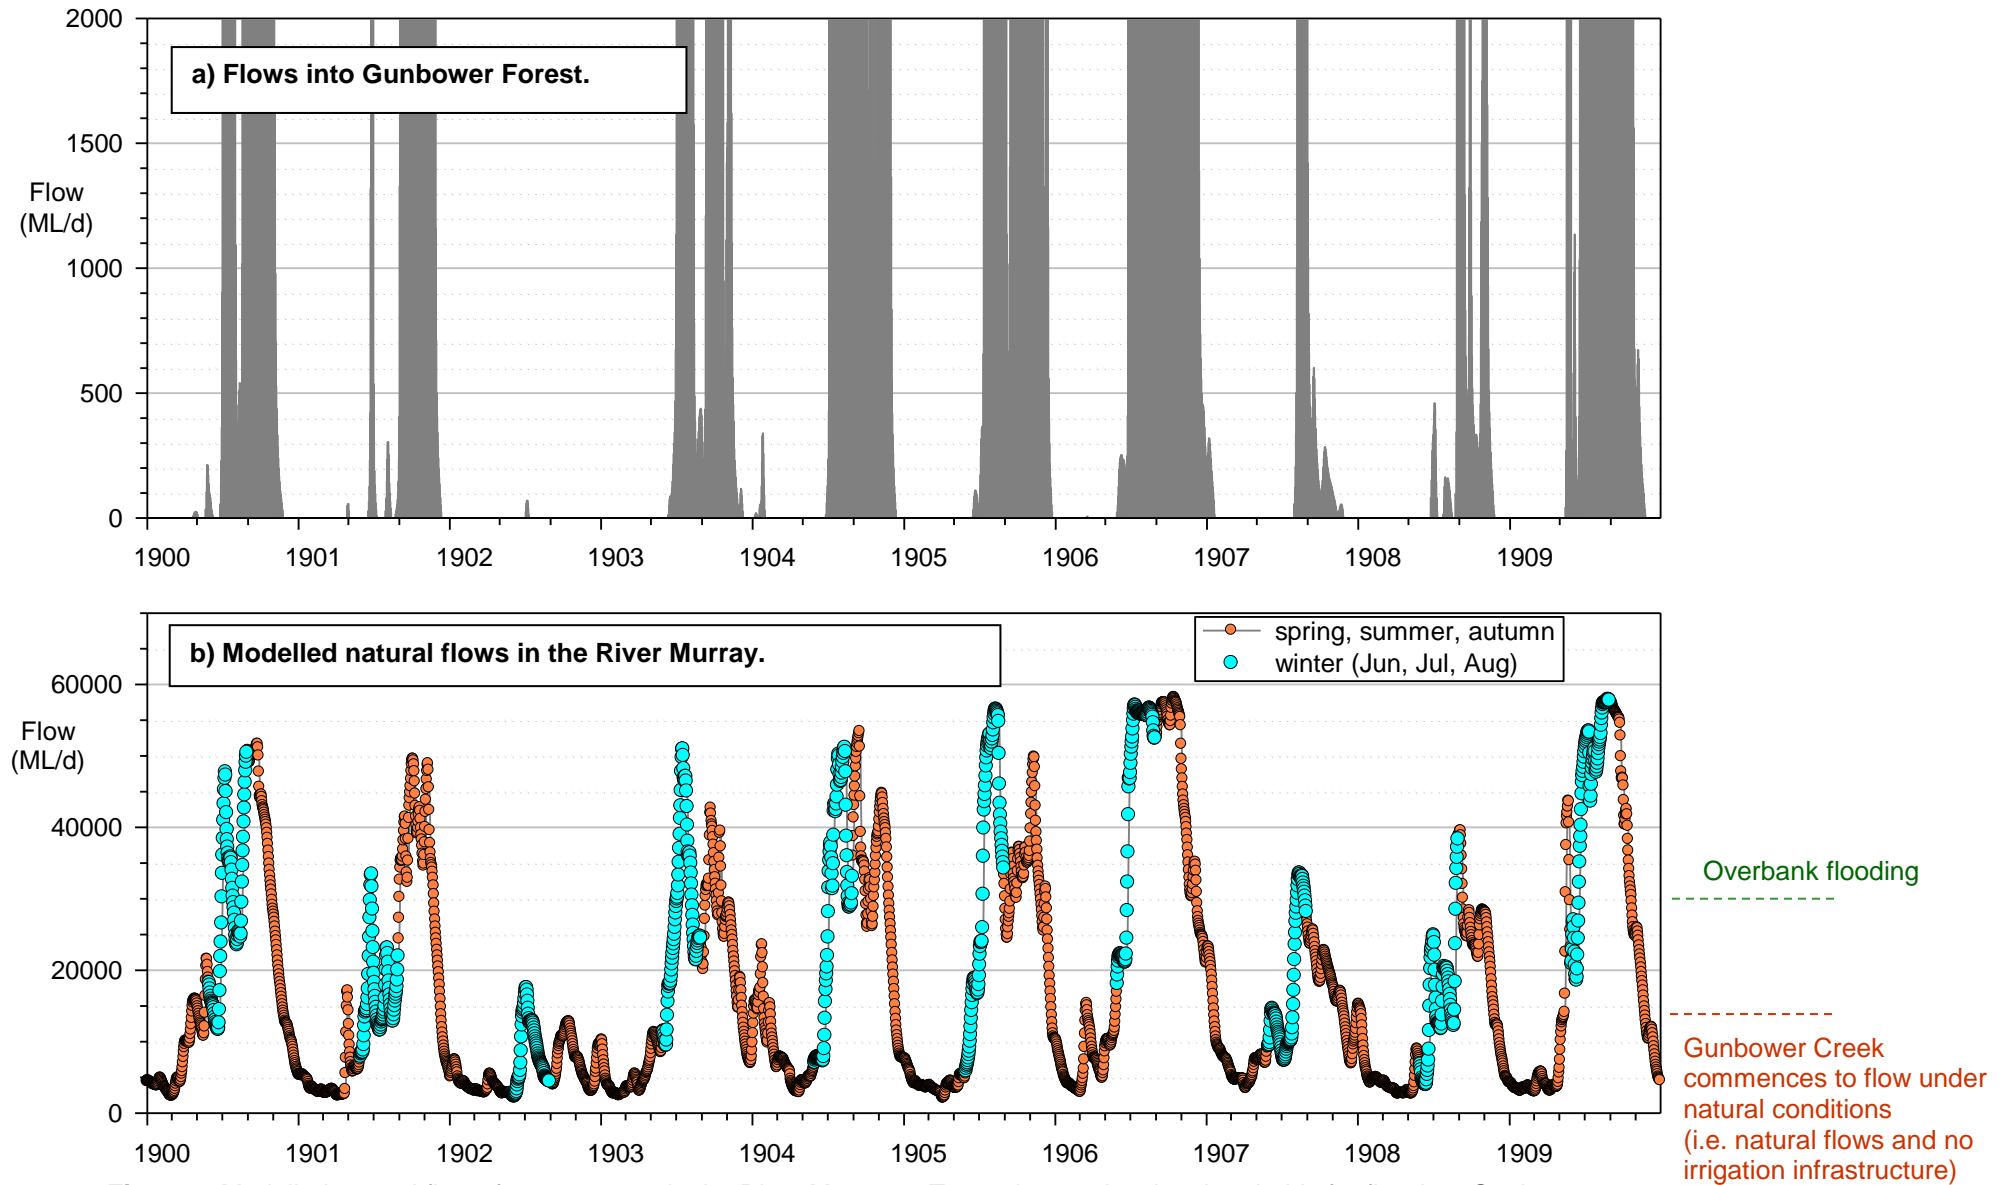 2000
a) Flows into Gunbower Forest.
1500
Flow
(ML/d)
1000
500
0
1900 1901 1902 1903 1904 1905 1906 1907 1908 1909
b) Modelled natural flows in the River Murray.
spring, summer, autumn
winter (Jun, Jul, Aug)
60000
Flow
(ML/d)
40000
Overbank flooding
20000
Gunbower Creek
commences to flow under
natural conditions
(i.e. natural flows and no
irrigation infrastructure)
0
1900 1901 1902 1903 1904 1905 1906 1907 1908 1909